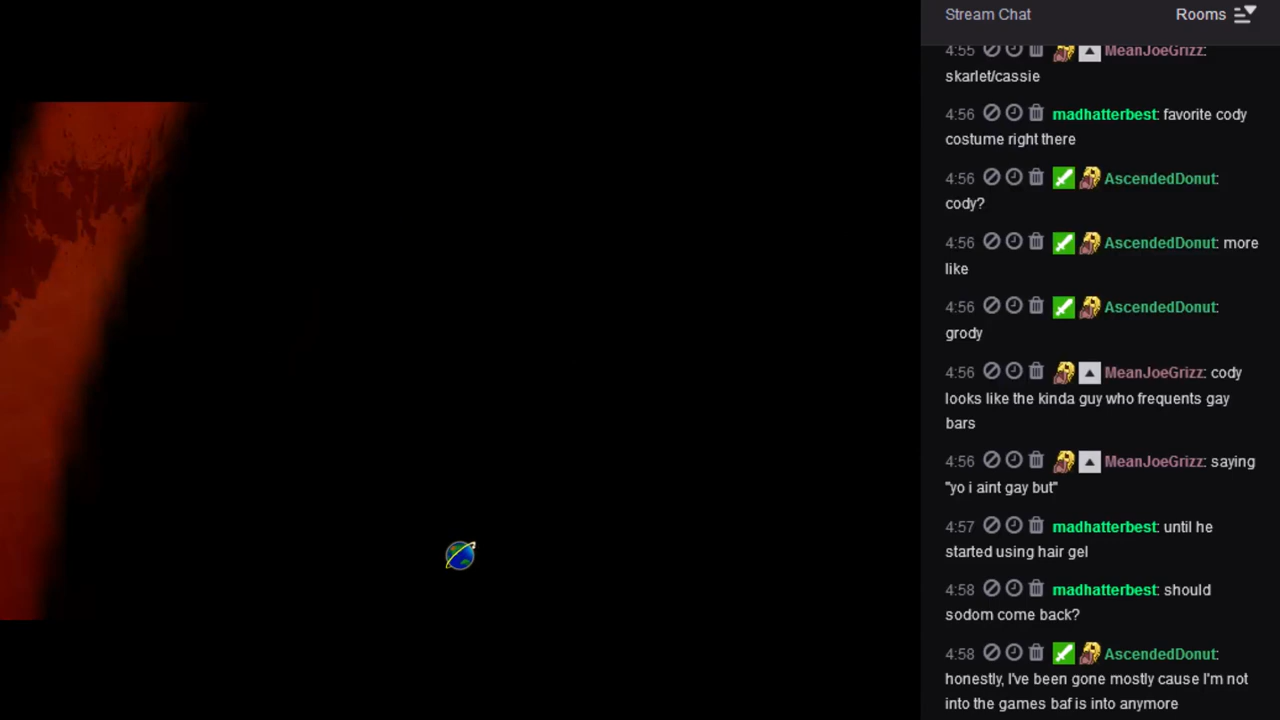 Stream Chat Rooms
4:55 MeanJoeGrizz:
skarlet/cassie
4:56 madhatterbest: favorite cody
costume right there
4:56 AscendedDonut:
cody?
4:56 AscendedDonut: more
like
4:56 AscendedDonut:
grody
4:56 MeanJoeGrizz: cody
looks like the kinda guy who frequents gay
bars
4:56 MeanJoeGrizz: saying
"yo i aint gay but"
4:57 madhatterbest: until he
started using hair gel
4:58 madhatterbest: should
sodom come back?
4:58 AscendedDonut:
honestly, I've been gone mostly cause I'm not
into the games baf is into anymore